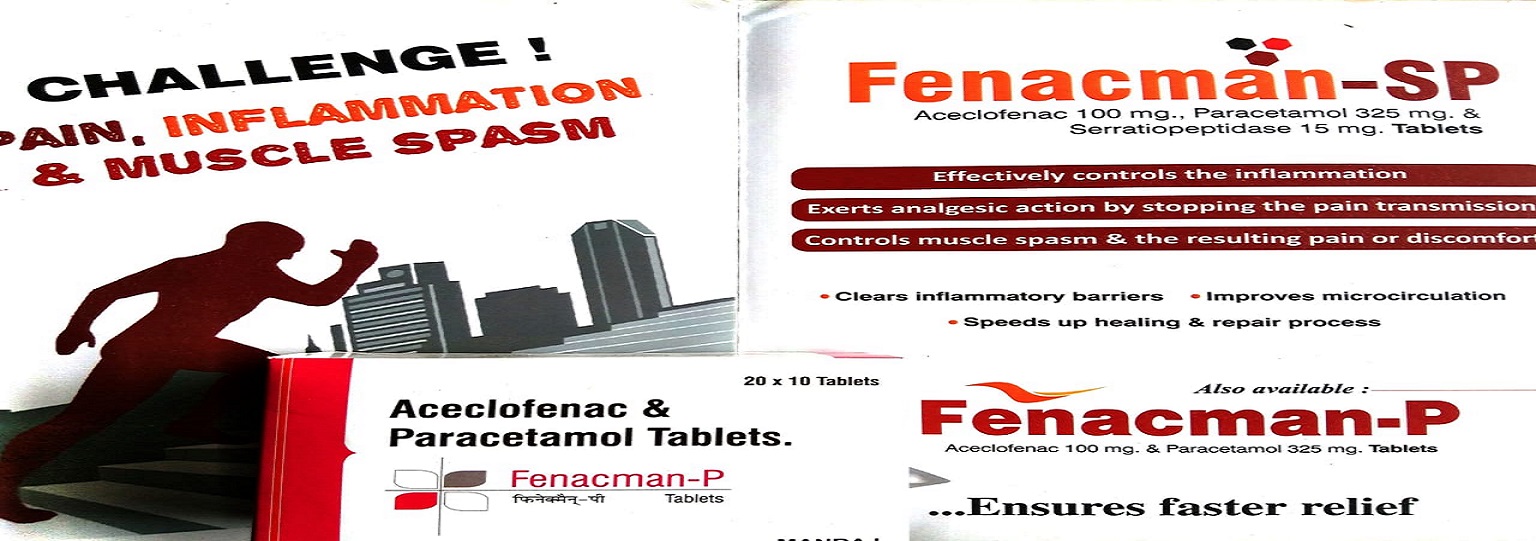 CHALLENGE !
PAIN, INFLAMMATION
& MUSCLE SPASM
Fenacman-SP
Aceclofenac 100 mg., Paracetamol 325 mg. &
Serratiopeptidase 15 mg. Tablets
Effectively controls the inflammation
Exerts analgesic action by stopping the pain transmission
Controls muscle spasm & the resulting pain or
• Clears inflammatory barriers • Improves microcirculation
• Speeds up healing & repair process
20 x 10 Tablets
Aceclofenac &
Paracetamol Tablets.
Fenacman-P
फिनेक्मैन्-पी Tablets
Also available :
Fenacman-P
Aceclofenac 100 mg. & Paracetamol 325 mg. Tablets
...Ensures faster relief